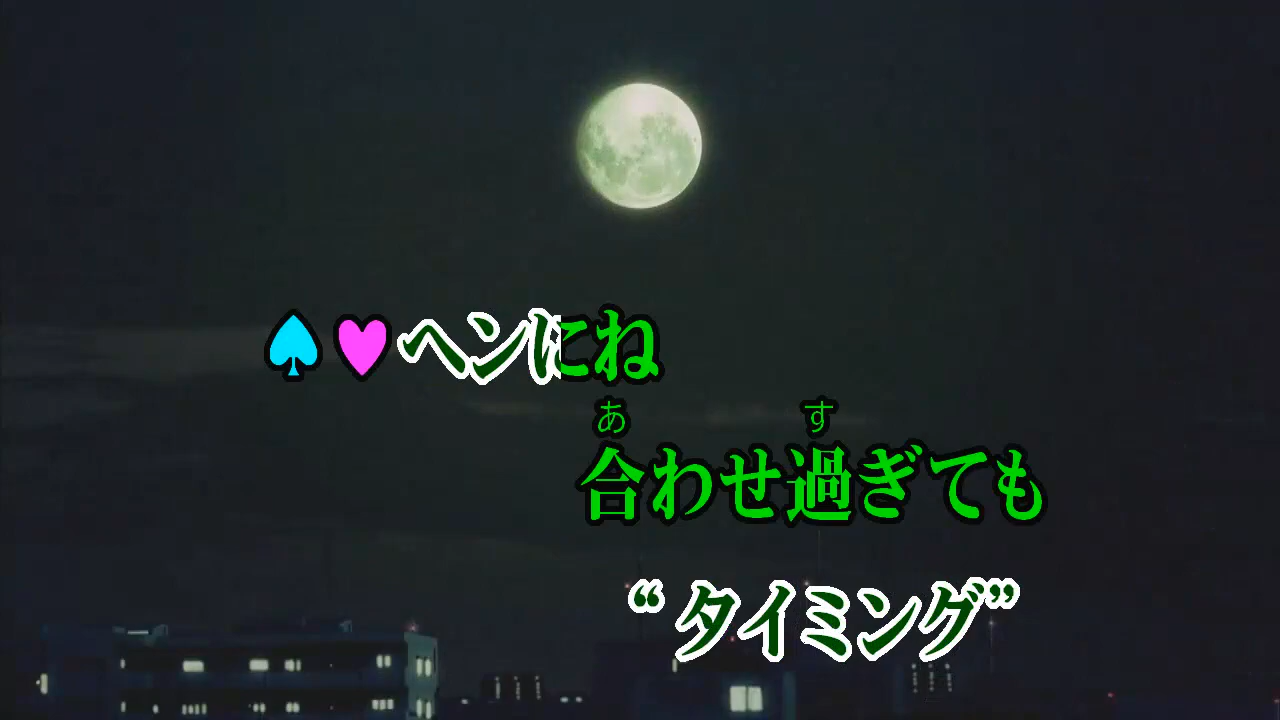 ♠♥ヘンにね
あ す
合わせ過ぎても
“タイミング”